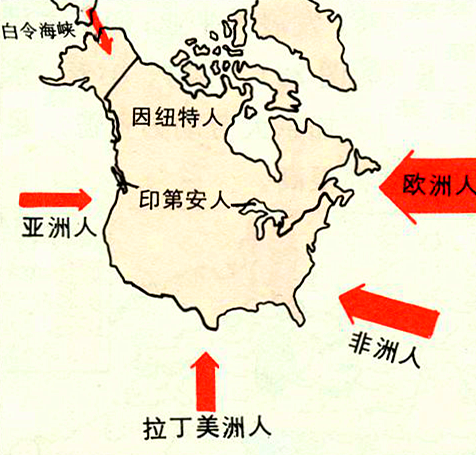 白令海峡
因纽特人
欧洲人
印第安人
亚洲人
非洲人
拉丁美洲人